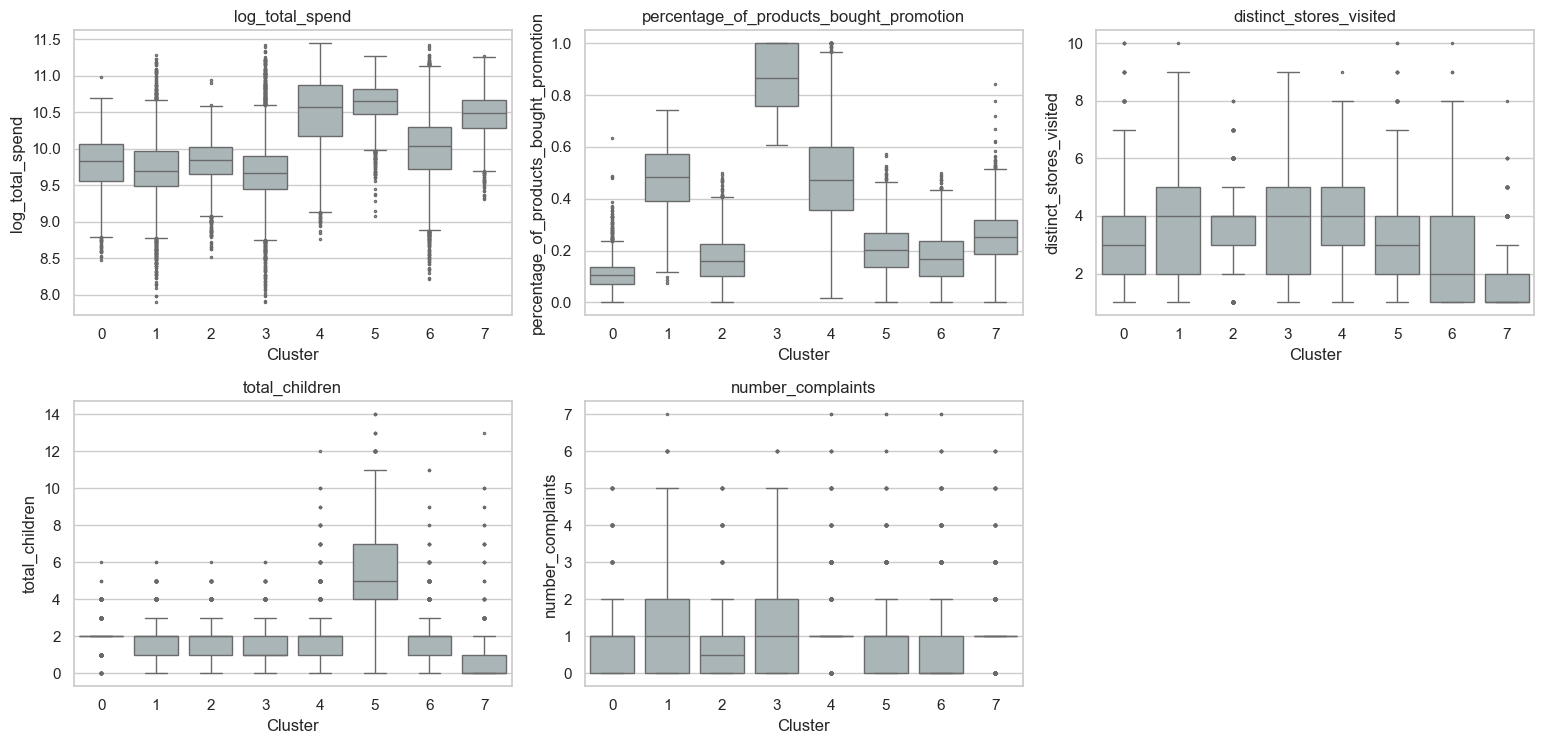 log_total_spend
percentage_of_products_bought_promotion
distinct_stores_visited
log_total_spend
11.5
11.0
10.5
10.0
9.5
9.0
8.5
8.0
0 1 2 3 4 5 6 7
Cluster
percentage_of_products_bought_promotion
1.0
0.8
0.6
0.4
0.2
0.0
0 1 2 3 4 5 6 7
Cluster
distinct_stores_visited
10
8
6
4
2
0 1 2 3 4 5 6 7
Cluster
total_children
number_complaints
total_children
14
12
10
8
6
4
2
0
0 1 2 3 4 5 6 7
Cluster
number_complaints
7
6
5
4
3
2
1
0
0 1 2 3 4 5 6 7
Cluster